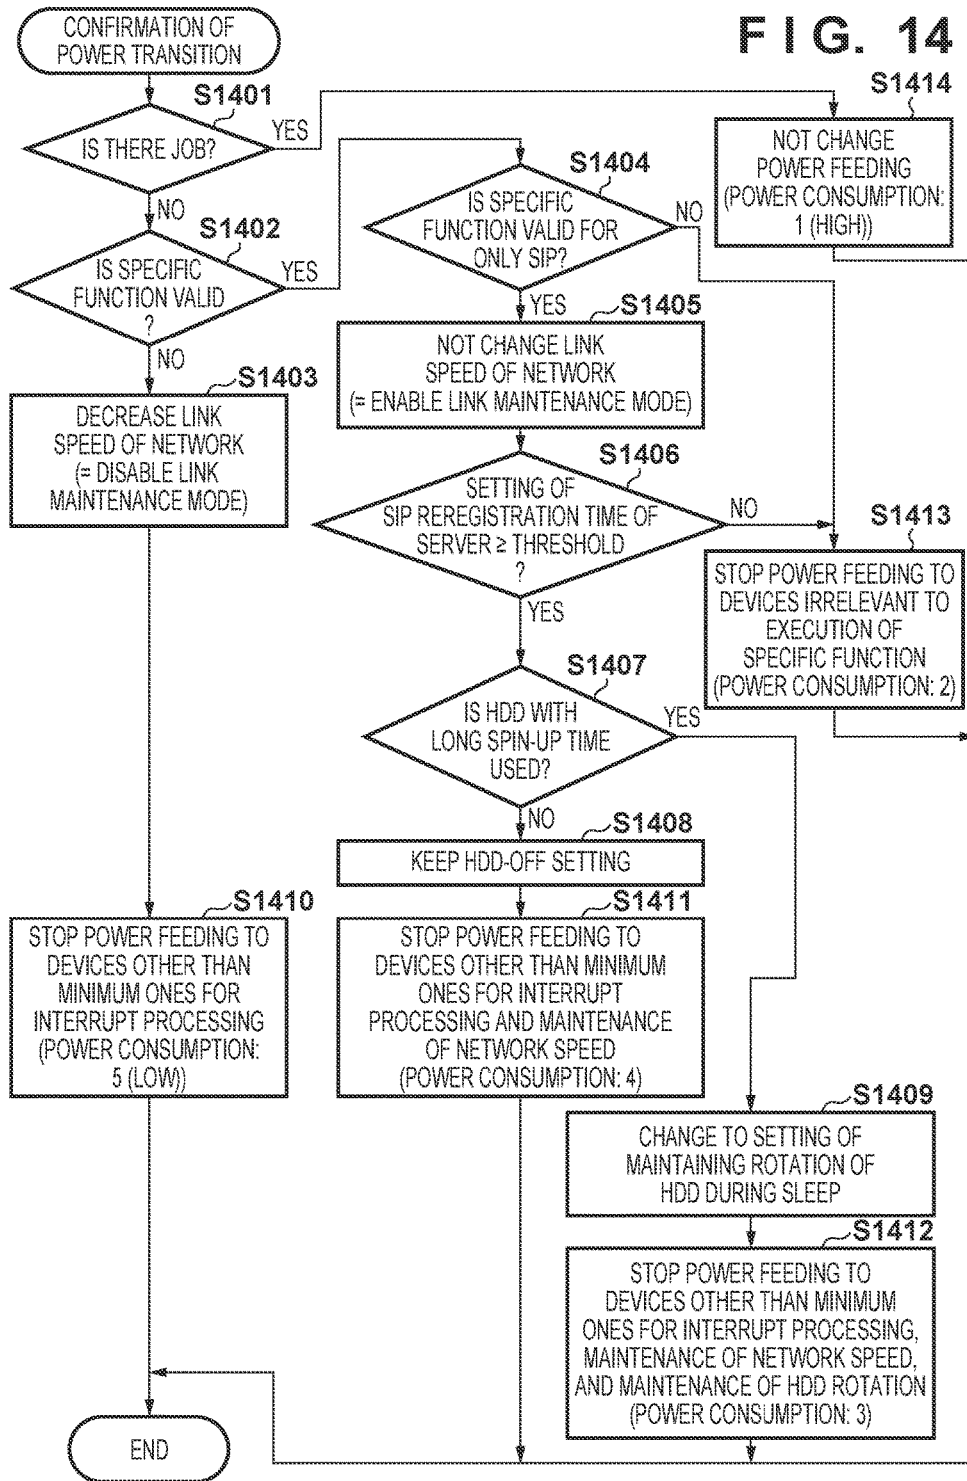 FIG. 14
CONFIRMATION OF
POWER TRANSITION
S1401
IS THERE JOB?
YES
NO
S1414
NOT CHANGE
POWER FEEDING
(POWER CONSUMPTION:
1 (HIGH))
S1402
IS SPECIFIC
FUNCTION VALID
?
YES
NO
S1404
IS SPECIFIC
FUNCTION VALID FOR
ONLY SIP?
NO
YES
S1403
DECREASE LINK
SPEED OF NETWORK
(= DISABLE LINK
MAINTENANCE MODE)
S1405
NOT CHANGE LINK
SPEED OF NETWORK
(= ENABLE LINK MAINTENANCE MODE)
S1406
SETTING OF
SIP REREGISTRATION TIME OF
SERVER ≥ THRESHOLD
?
NO
YES
S1413
STOP POWER FEEDING TO
DEVICES IRRELEVANT TO
EXECUTION OF
SPECIFIC FUNCTION
(POWER CONSUMPTION: 2)
S1407
IS HDD WITH
LONG SPIN-UP TIME
USED?
YES
NO
S1408
KEEP HDD-OFF SETTING
S1410
STOP POWER FEEDING TO
DEVICES OTHER THAN
MINIMUM ONES FOR
INTERRUPT PROCESSING
(POWER CONSUMPTION:
5 (LOW))
S1411
STOP POWER FEEDING TO
DEVICES OTHER THAN MINIMUM
ONES FOR INTERRUPT
PROCESSING AND MAINTENANCE
OF NETWORK SPEED
(POWER CONSUMPTION: 4)
S1409
CHANGE TO SETTING OF
MAINTAINING ROTATION OF
HDD DURING SLEEP
S1412
STOP POWER FEEDING TO
DEVICES OTHER THAN MINIMUM
ONES FOR INTERRUPT PROCESSING,
MAINTENANCE OF NETWORK SPEED,
AND MAINTENANCE OF HDD ROTATION
(POWER CONSUMPTION: 3)
END